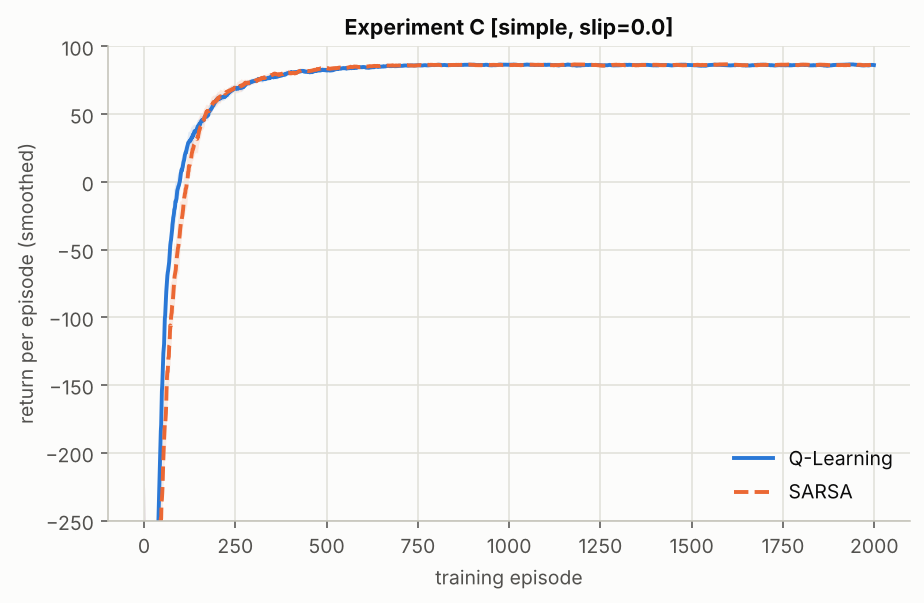 Experiment C [simple, slip=0.0]
return per episode (smoothed)
100
50
0
−50
−100
−150
−200
−250
Q-Learning
SARSA
0 250 500 750 1000 1250 1500 1750 2000
training episode